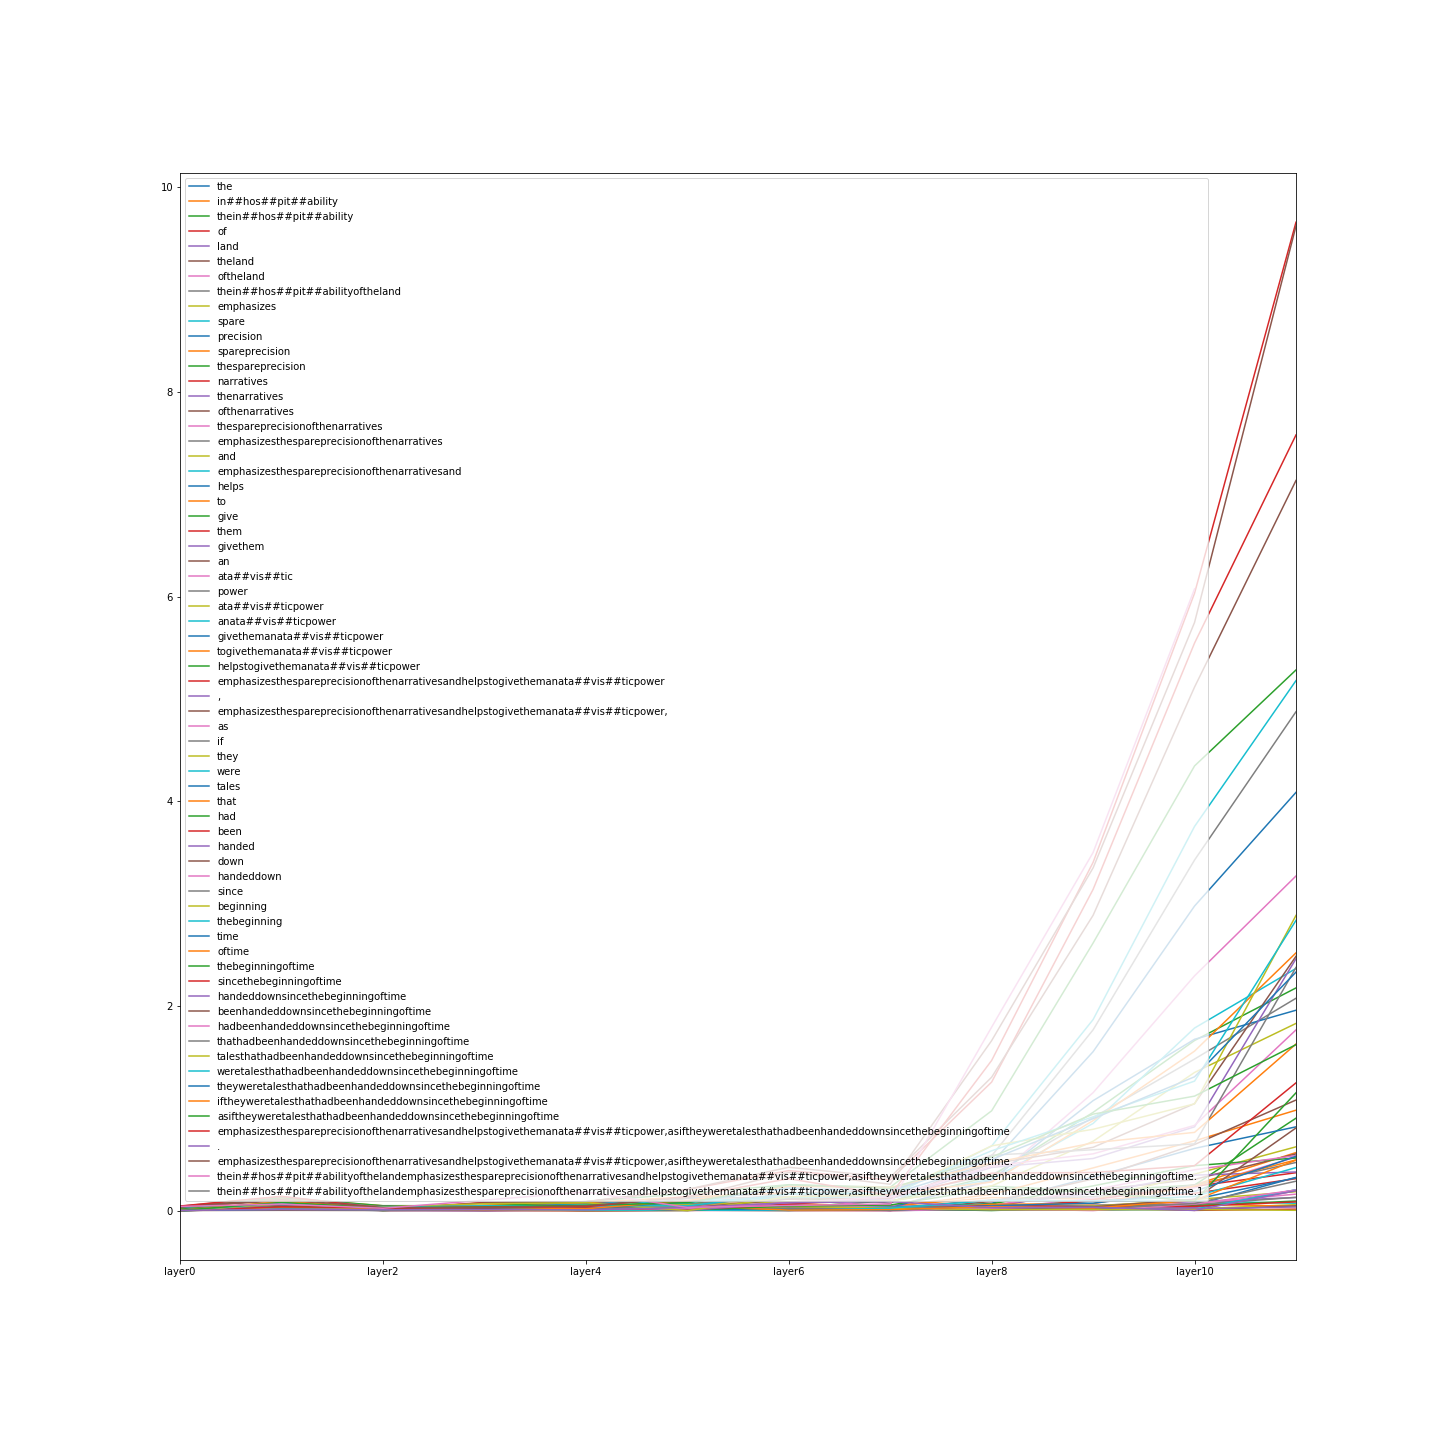 10
8
6
4
2
0
the
in##hos##pit##ability
thein##hos##pit##ability
of
land
theland
oftheland
thein##hos##pit##abilityoftheland
emphasizes
spare
precision
spareprecision
thespareprecision
narratives
thenarratives
ofthenarratives
thespareprecisionofthenarratives
emphasizesthespareprecisionofthenarratives
and
emphasizesthespareprecisionofthenarrativesand
helps
to
give
them
givethem
an
ata##vis##tic
power
ata##vis##ticpower
anata##vis##ticpower
givethemanata##vis##ticpower
togivethemanata##vis##ticpower
helpstogivethemanata##vis##ticpower
emphasizesthespareprecisionofthenarrativesandhelpstogivethemanata##vis##ticpower
,
emphasizesthespareprecisionofthenarrativesandhelpstogivethemanata##vis##ticpower,
as
if
they
were
tales
that
had
been
handed
down
handeddown
since
beginning
thebeginning
time
oftime
thebeginningoftime
sincethebeginningoftime
handeddownsincethebeginningoftime
beenhandeddownsincethebeginningoftime
hadbeenhandeddownsincethebeginningoftime
thathadbeenhandeddownsincethebeginningoftime
talesthathadbeenhandeddownsincethebeginningoftime
weretalesthathadbeenhandeddownsincethebeginningoftime
theyweretalesthathadbeenhandeddownsincethebeginningoftime
iftheyweretalesthathadbeenhandeddownsincethebeginningoftime
asiftheyweretalesthathadbeenhandeddownsincethebeginningoftime
emphasizesthespareprecisionofthenarrativesandhelpstogivethemanata##vis##ticpower,asiftheyweretalesthathadbeenhandeddownsincethebeginningoftime
.
emphasizesthespareprecisionofthenarrativesandhelpstogivethemanata##vis##ticpower,asiftheyweretalesthathadbeenhandeddownsincethebeginningoftime.
thein##hos##pit##abilityofthelandemphasizesthespareprecisionofthenarrativesandhelpstogivethemanata##vis##ticpower,asiftheyweretalesthathadbeenhandeddownsincethebeginningoftime.
thein##hos##pit##abilityofthelandemphasizesthespareprecisionofthenarrativesandhelpstogivethemanata##vis##ticpower,asiftheyweretalesthathadbeenhandeddownsincethebeginningoftime.1
layer0 layer2 layer4 layer6 layer8 layer10